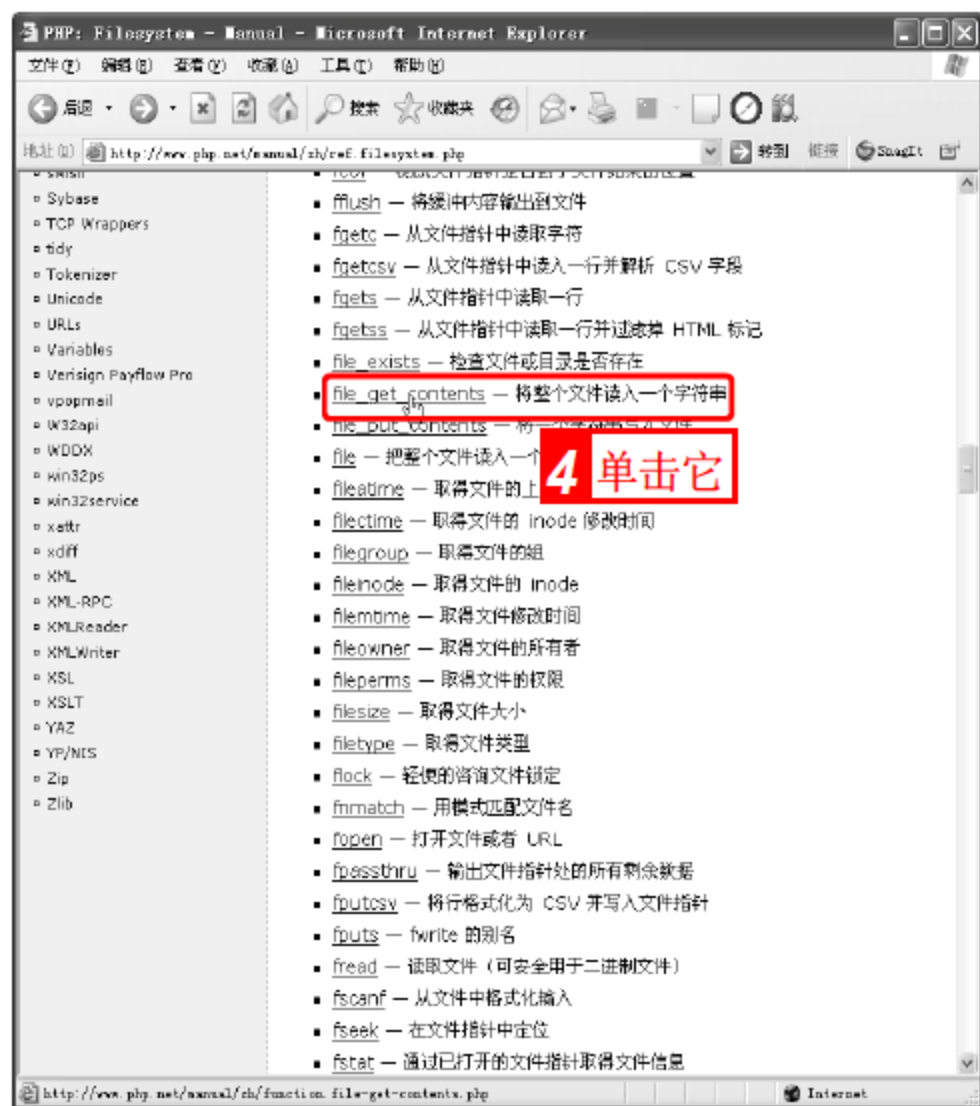 PHP: Filesystem - Manual - Microsoft Internet Explorer
文件(F) 编辑(E) 查看(V) 收藏(A) 工具(T) 帮助(H)
后退 搜索 收藏夹
地址(D) http://www.php.net/manual/zh/ref.filesystem.php 转到 链接 SnagIt
Sybase
TCP Wrappers
tidy
Tokenizer
Unicode
URLs
Variables
Verisign Payflow Pro
vpopmail
W32api
WDDX
win32ps
win32service
xattr
xdiff
XML
XML-RPC
XMLReader
XMLWriter
XSL
XSLT
YAZ
YP/NIS
Zip
Zlib
fflush — 将缓冲内容输出到文件
fgetc — 从文件指针中读取字符
fgetcsv — 从文件指针中读入一行并解析 CSV 字段
fgets — 从文件指针中读取一行
fgetss — 从文件指针中读取一行并过滤掉 HTML 标记
file_exists — 检查文件或目录是否存在
file_get_contents — 将整个文件读入一个字符串
file_put_contents — 将一个字符串写入文件
file — 把整个文件读入一个
4 单击它
fileatime — 取得文件的上
filectime — 取得文件的 inode 修改时间
filegroup — 取得文件的组
fileinode — 取得文件的 inode
filemtime — 取得文件修改时间
fileowner — 取得文件的所有者
fileperms — 取得文件的权限
filesize — 取得文件大小
filetype — 取得文件类型
flock — 轻便的咨询文件锁定
fnmatch — 用模式匹配文件名
fopen — 打开文件或者 URL
fpassthru — 输出文件指针处的所有剩余数据
fputcsv — 将行格式化为 CSV 并写入文件指针
fputs — fwrite 的别名
fread — 读取文件（可安全用于二进制文件）
fscanf — 从文件中格式化输入
fseek — 在文件指针中定位
fstat — 通过已打开的文件指针取得文件信息
http://www.php.net/manual/zh/function.file-get-contents.php Internet